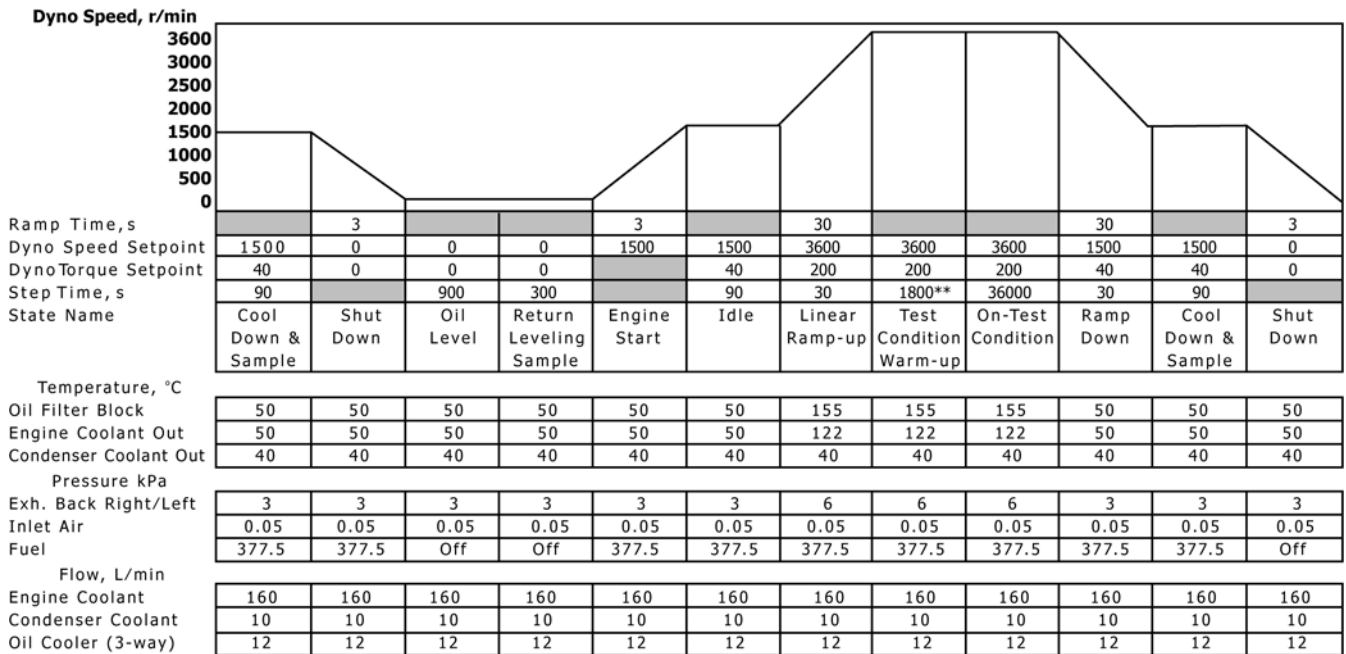 Dyno Speed, r/min
3600
3000
2500
2000
1500
1000
500
0
Ramp Time,s 3 3 30 30 3
Dyno Speed Setpoint 1500 0 0 0 1500 1500 3600 3600 3600 1500 1500 0
DynoTorque Setpoint 40 0 0 0 40 200 200 200 40 40 0
Step Time, s 90 900 300 90 30 1800** 36000 30 90
State Name Cool Shut Oil Return Engine Idle Linear Test On-Test Ramp Cool Shut
Down & Down Level Leveling Start Ramp-up Condition Condition Down Down & Down
Sample Sample Warm-up Sample
Temperature, °C
Oil Filter Block 50 50 50 50 50 50 155 155 155 50 50 50
Engine Coolant Out 50 50 50 50 50 50 122 122 122 50 50 50
Condenser Coolant Out 40 40 40 40 40 40 40 40 40 40 40 40
Pressure kPa
Exh. Back Right/Left 3 3 3 3 3 3 6 6 6 3 3 3
Inlet Air 0.05 0.05 0.05 0.05 0.05 0.05 0.05 0.05 0.05 0.05 0.05 0.05
Fuel 377.5 377.5 Off Off 377.5 377.5 377.5 377.5 377.5 377.5 377.5 Off
Flow, L/min
Engine Coolant 160 160 160 160 160 160 160 160 160 160 160 160
Condenser Coolant 10 10 10 10 10 10 10 10 10 10 10 10
Oil Cooler (3-way) 12 12 12 12 12 12 12 12 12 12 12 12